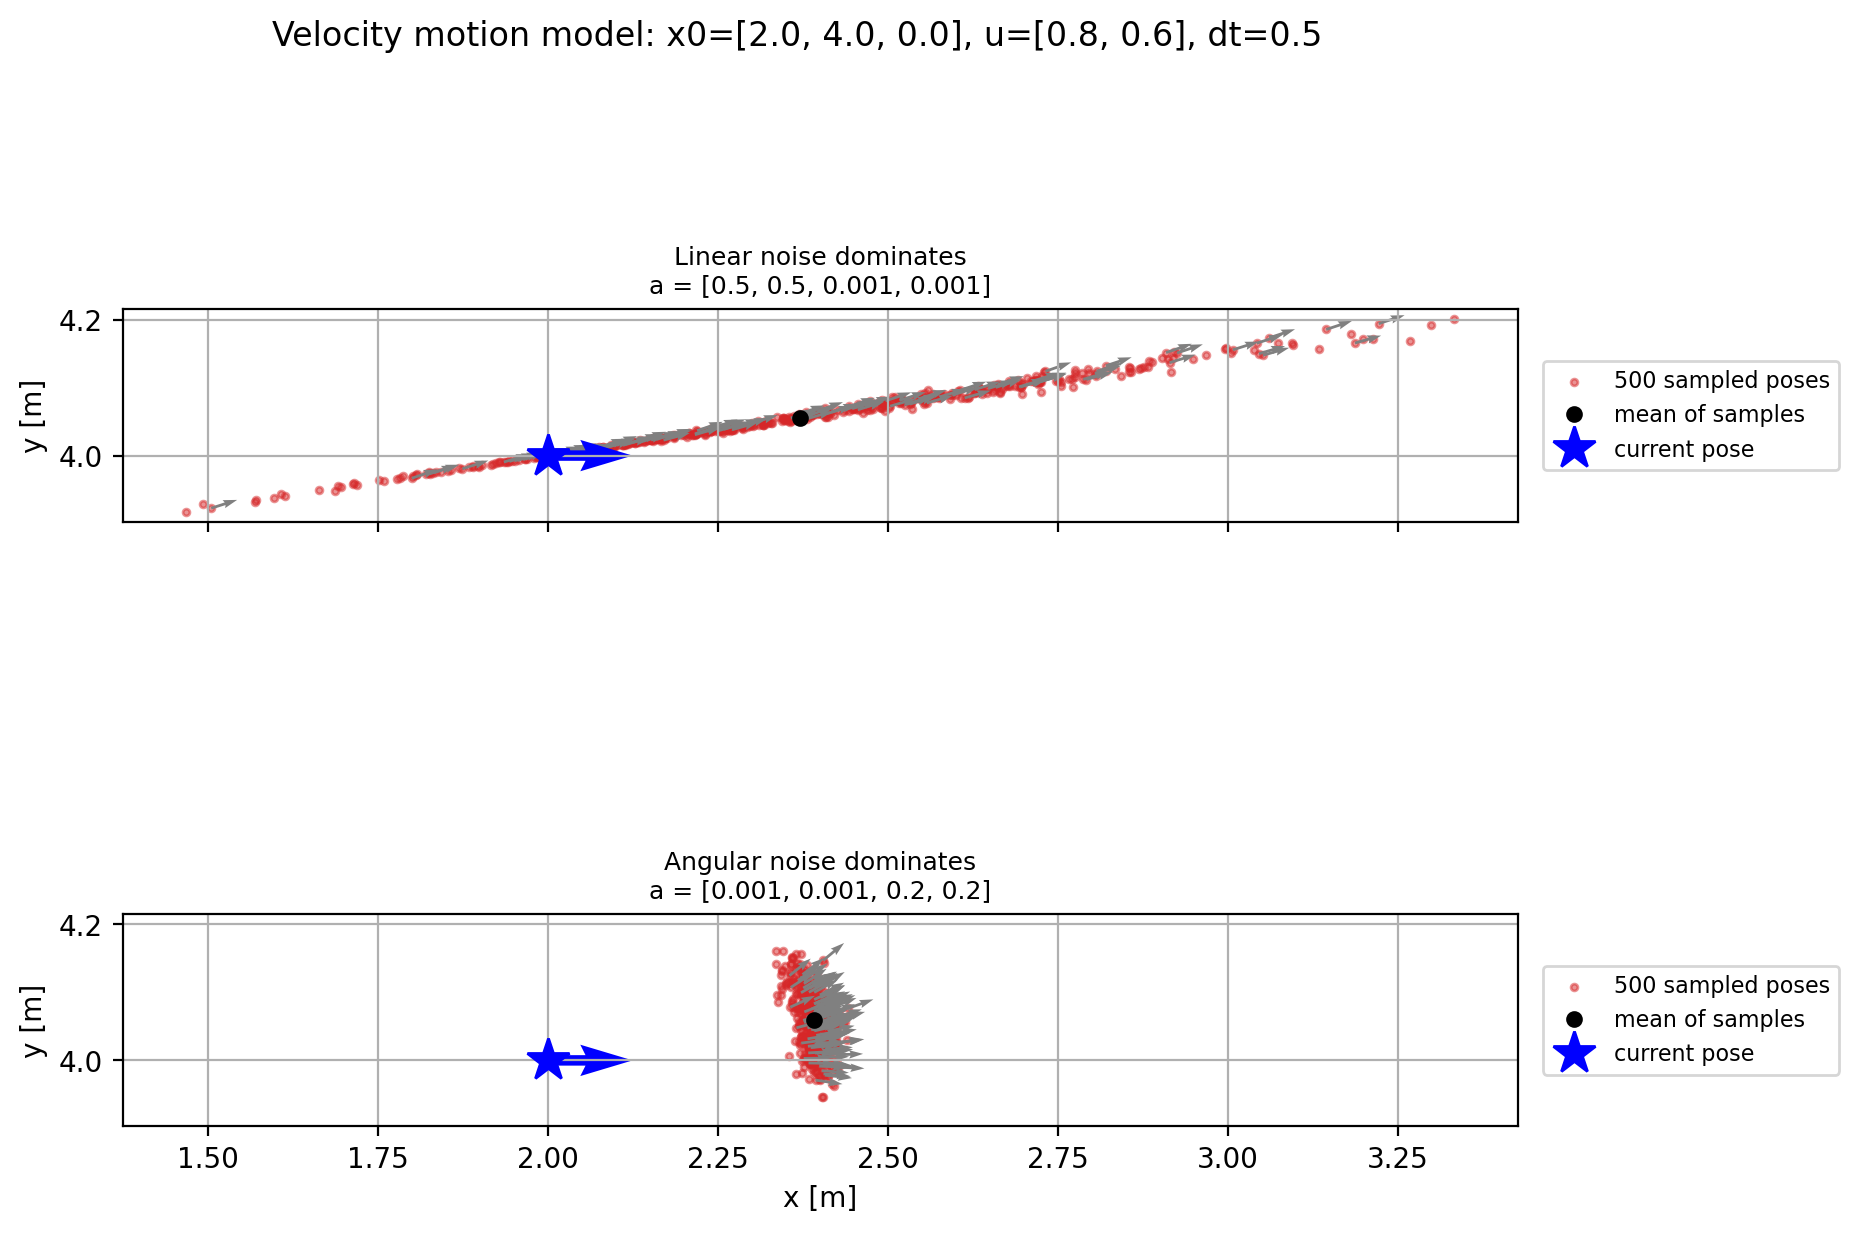 Velocity motion model: x0=[2.0, 4.0, 0.0], u=[0.8, 0.6], dt=0.5
Linear noise dominates
a = [0.5, 0.5, 0.001, 0.001]
4.2
4.0
y [m]
500 sampled poses
mean of samples
current pose
Angular noise dominates
a = [0.001, 0.001, 0.2, 0.2]
4.2
4.0
y [m]
500 sampled poses
mean of samples
current pose
1.50 1.75 2.00 2.25 2.50 2.75 3.00 3.25
x [m]